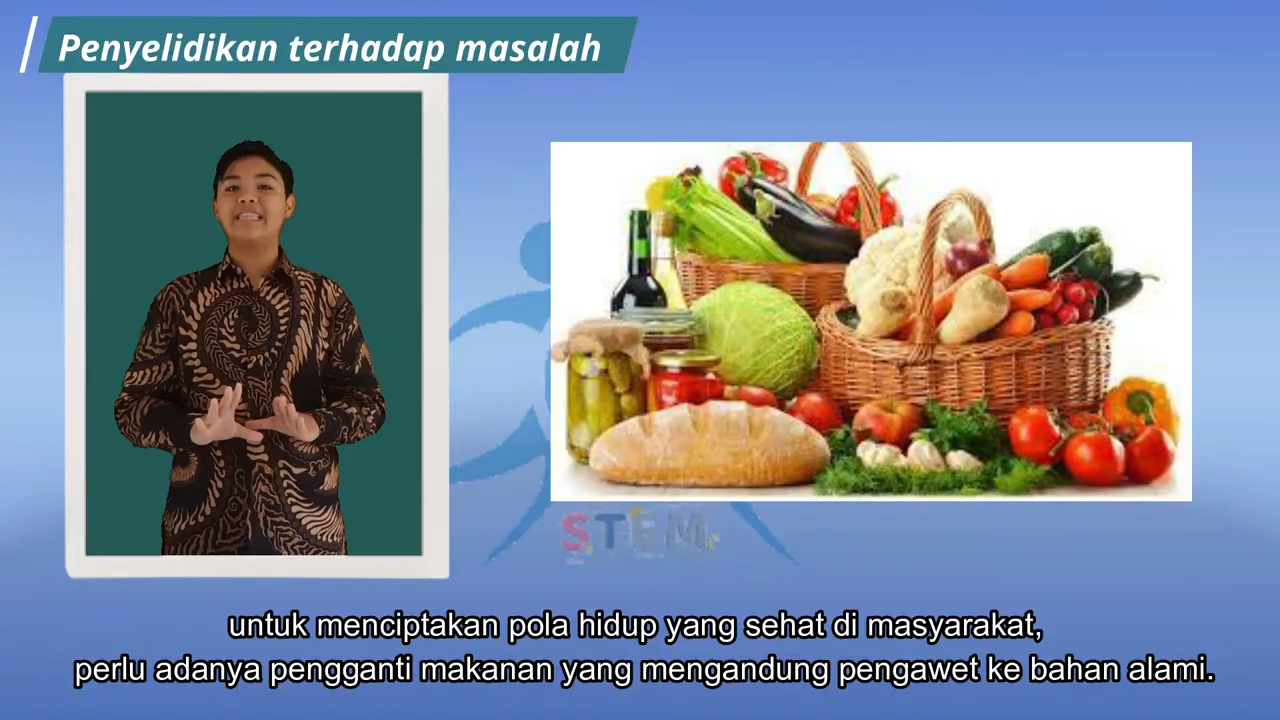 Penyelidikan terhadap masalah
STEM
untuk menciptakan pola hidup yang sehat di masyarakat,
perlu adanya pengganti makanan yang mengandung pengawet ke bahan alami.